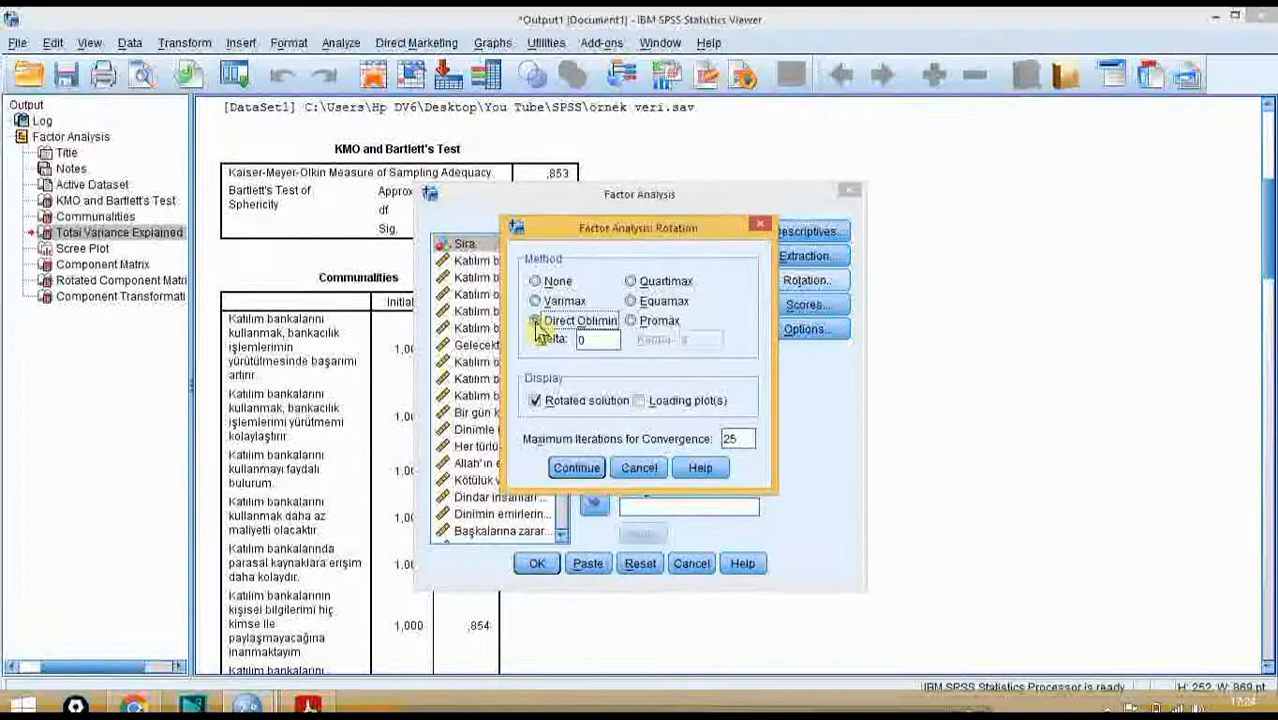 *Output1 [Document1] - IBM SPSS Statistics Viewer
File Edit View Data Transform Insert Format Analyze Direct Marketing Graphs Utilities Add-ons Window Help
Output
Log
Factor Analysis
Title
Notes
Active Dataset
KMO and Bartlett's Test
Communalities
Total Variance Explained
Scree Plot
Component Matrix
Rotated Component Matri
Component Transformati
[DataSet1] C:\Users\Hp DV6\Desktop\You Tube\SPSS\örnek veri.sav
KMO and Bartlett's Test
Kaiser-Meyer-Olkin Measure of Sampling Adequacy. ,853
Bartlett's Test of Approx
Sphericity
df
Sig.
Communalities
Initial
Katılım bankalarını
kullanmak, bankacılık
işlemlerimin
yürütülmesinde başarımı
artırır.
1,00
Katılım bankalarını
kullanmak, bankacılık
işlemlerimi yürütmemi
kolaylaştırır.
1,00
Katılım bankalarını
kullanmayı faydalı
bulurum.
1,00
Katılım bankalarını
kullanmak daha az
maliyetli olacaktır.
1,00
Katılım bankalarında
parasal kaynaklara erişim
daha kolaydır.
1,00
Katılım bankalarının
kişisel bilgilerimi hiç
kimse ile
paylaşmayacağına
inanmaktayım.
1,000 ,854
Katılım bankalarını
Factor Analysis
Sıra
Katılım b
Katılım b
Katılım b
Katılım b
Katılım b
Gelecekt
Katılım b
Katılım b
Katılım b
Bir gün k
Dinimle
Her türlü
Allah'ın e
Kötülük v
Dindar insanları ...
Dinimin emirlerin...
Başkalarına zarar...
escriptives...
Extraction...
Rotation..
Scores...
Options...
OK Paste Reset Cancel Help
Factor Analysis: Rotation
Method
None Quartimax
Varimax Equamax
Direct Oblimin Promax
elta: 0 Kappa: 4
Display
Rotated solution Loading plot(s)
Maximum Iterations for Convergence: 25
Continue Cancel Help
IBM SPSS Statistics Processor is ready H: 252, W: 869 pt.
17:24